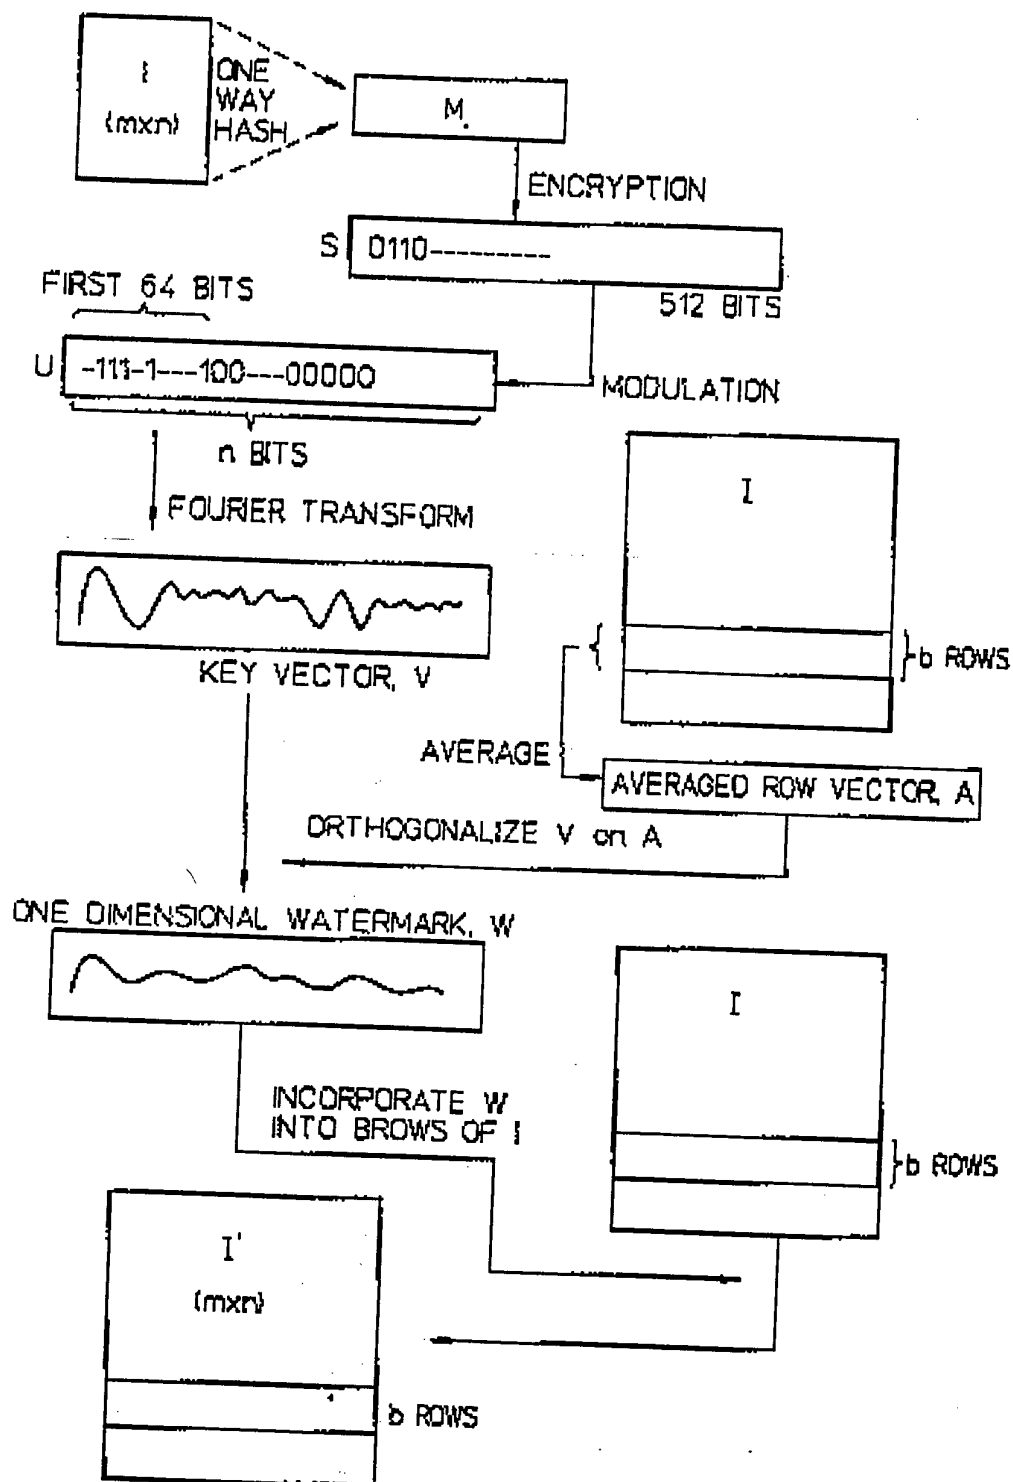 I
(mxn)
ONE
WAY
HASH
M.
ENCRYPTION
S
0110---------
512 BITS
FIRST 64 BITS
U
-111-1---100---00000
MODULATION
n BITS
FOURIER TRANSFORM
I
b ROWS
KEY VECTOR, V
AVERAGE
AVERAGED ROW VECTOR, A
ORTHOGONALIZE V on A
ONE DIMENSIONAL WATERMARK, W
I
INCORPORATE W
INTO BROWS OF I
b ROWS
I'
(mxn)
b ROWS